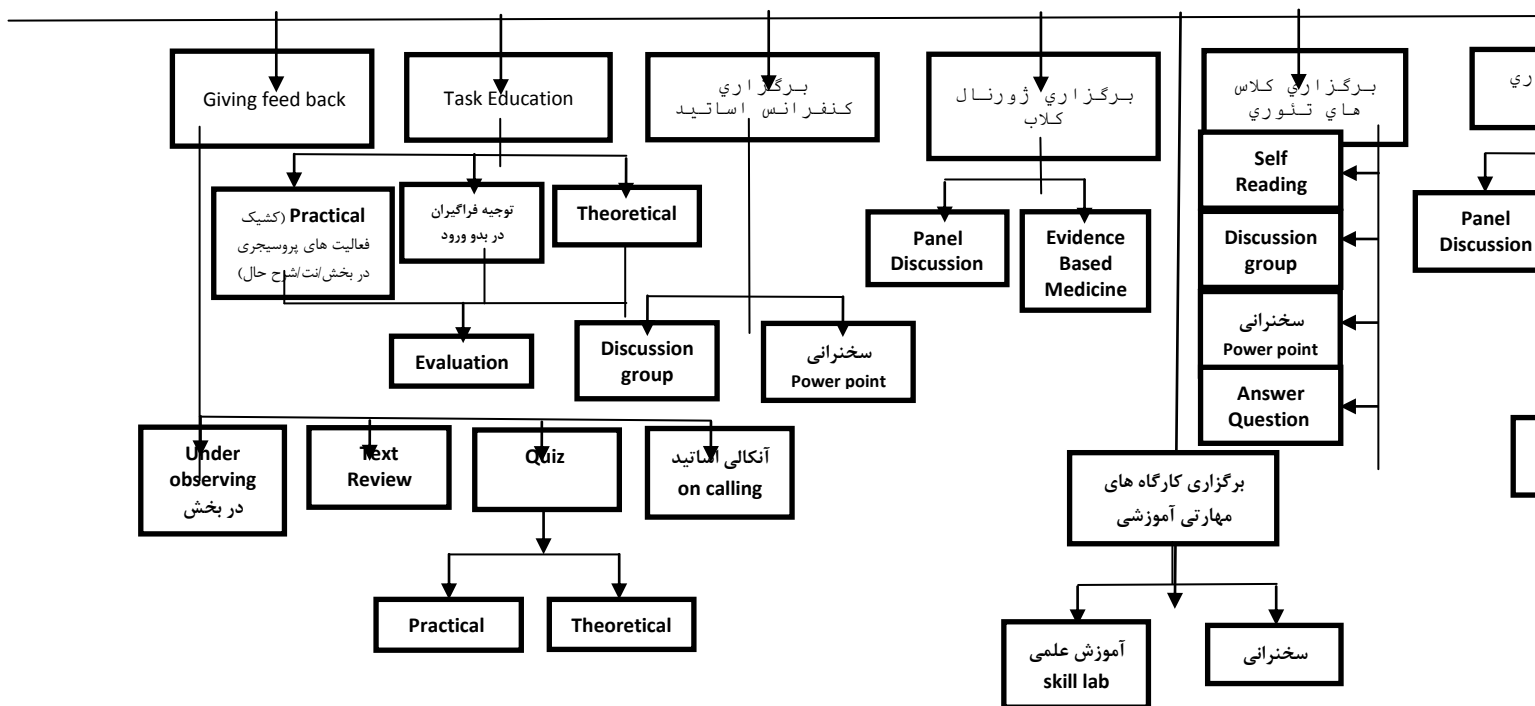 Giving feed back
Task Education
برگزاري
كنفرانس اساتيد
برگزاري ژورنال
كلاب
برگزاري كلاس
هاي تئوري
ري
Practical (کشیک
فعالیت های پروسیجری
در بخش/نت/شرح حال)
توجیه فراگیران
در بدو ورود
Theoretical
Panel
Discussion
Evidence
Based
Medicine
Self
Reading
Discussion
group
سخنرانی
Power point
Answer
Question
Panel
Discussion
Evaluation
Discussion
group
سخنرانی
Power point
Under
observing
در بخش
Text
Review
Quiz
آنکالی اساتید
on calling
برگزاری کارگاه های
مهارتی آموزشی
Practical
Theoretical
آموزش علمی
skill lab
سخنرانی